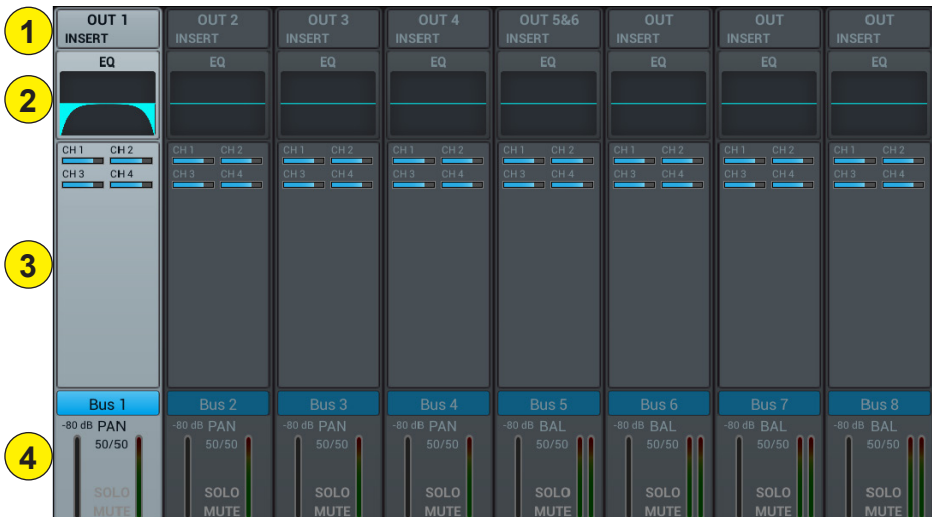 1 OUT 1 OUT 2 OUT 3 OUT 4 OUT 5&6 OUT OUT OUT
INSERT INSERT INSERT INSERT INSERT INSERT INSERT INSERT
EQ EQ EQ EQ EQ EQ EQ EQ
2
CH 1 CH 2 CH 1 CH 2 CH 1 CH 2 CH 1 CH 2 CH 1 CH 2 CH 1 CH 2 CH 1 CH 2 CH 1 CH 2
CH 3 CH 4 CH 3 CH 4 CH 3 CH 4 CH 3 CH 4 CH 3 CH 4 CH 3 CH 4 CH 3 CH 4 CH 3 CH 4
3
Bus 1 Bus 2 Bus 3 Bus 4 Bus 5 Bus 6 Bus 7 Bus 8
-80 dB PAN -80 dB PAN -80 dB PAN -80 dB PAN -80 dB BAL -80 dB BAL -80 dB BAL -80 dB BAL
4 50/50 50/50 50/50 50/50 50/50 50/50 50/50 50/50
SOLO SOLO SOLO SOLO SOLO SOLO SOLO SOLO
MUTE MUTE MUTE MUTE MUTE MUTE MUTE MUTE